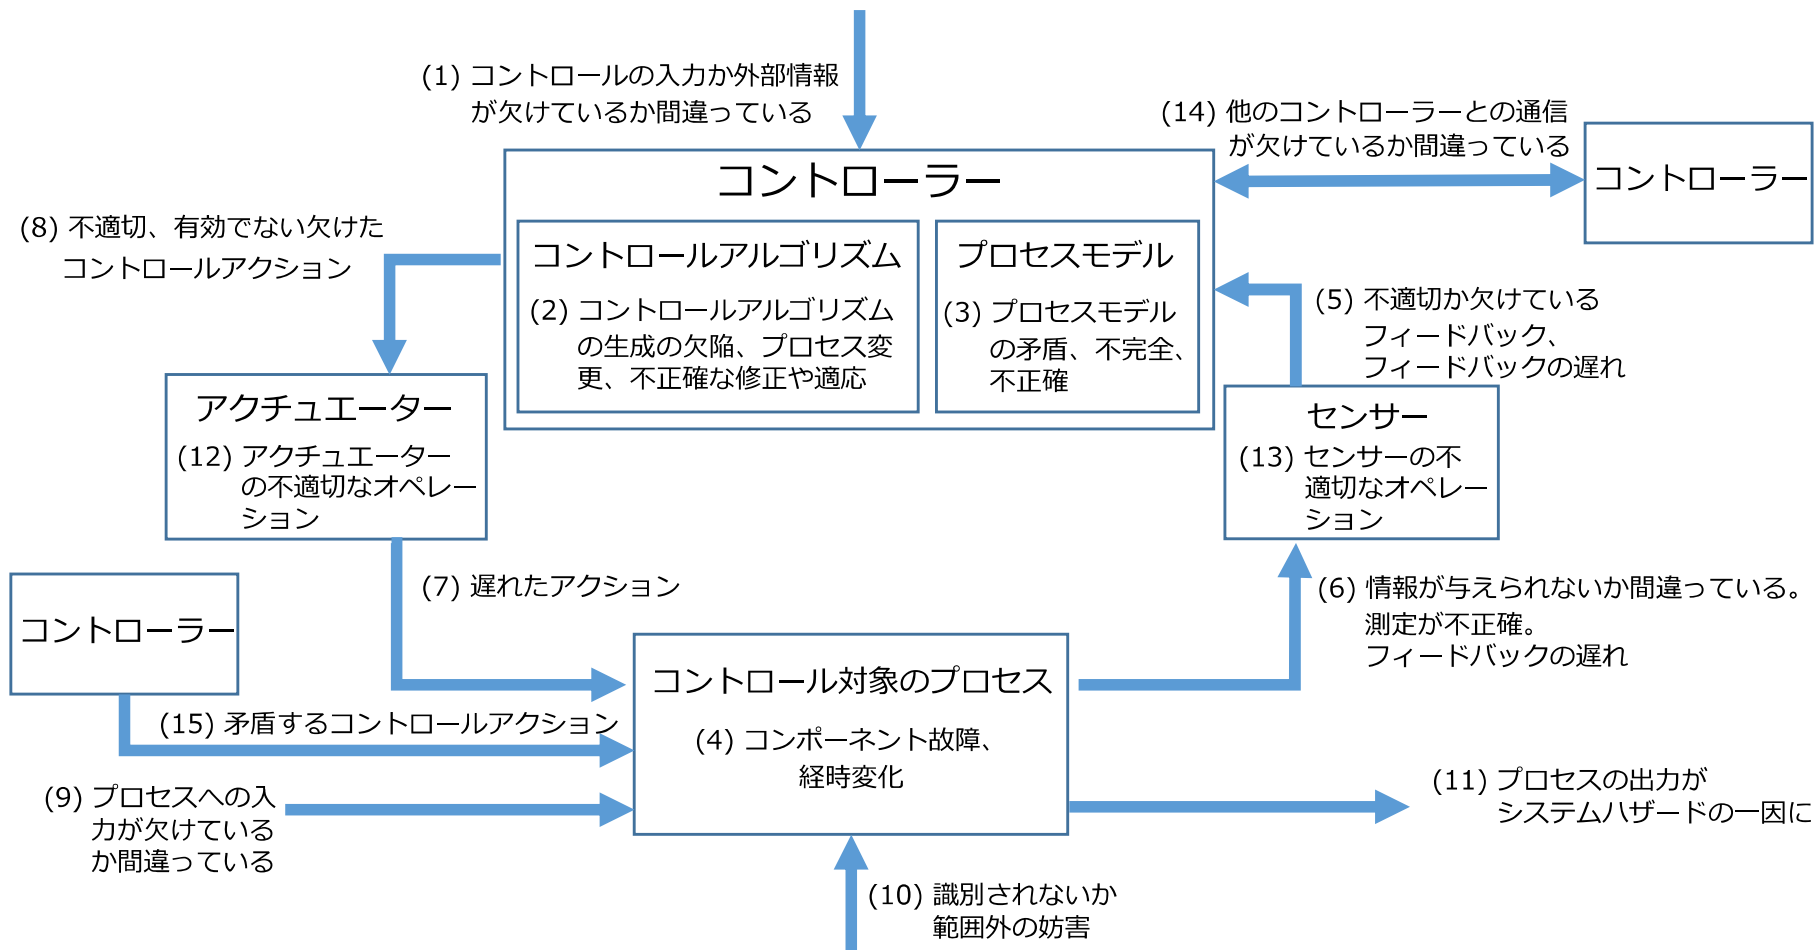 (1) コントロールの入力か外部情報
が欠けているか間違っている
(14) 他のコントローラーとの通信
が欠けているか間違っている
コントローラー
コントローラー
(8) 不適切、有効でない欠けた
コントロールアクション
コントロールアルゴリズム
(2) コントロールアルゴリズム
の生成の欠陥、プロセス変
更、不正確な修正や適応
プロセスモデル
(3) プロセスモデル
の矛盾、不完全、
不正確
(5) 不適切か欠けている
フィードバック、
フィードバックの遅れ
アクチュエーター
(12) アクチュエーター
の不適切なオペレー
ション
センサー
(13) センサーの不
適切なオペレー
ション
(7) 遅れたアクション
(6) 情報が与えられないか間違っている。
測定が不正確。
フィードバックの遅れ
コントローラー
(15) 矛盾するコントロールアクション
コントロール対象のプロセス
(4) コンポーネント故障、
経時変化
(9) プロセスへの入
力が欠けている
か間違っている
(11) プロセスの出力が
システムハザードの一因に
(10) 識別されないか
範囲外の妨害